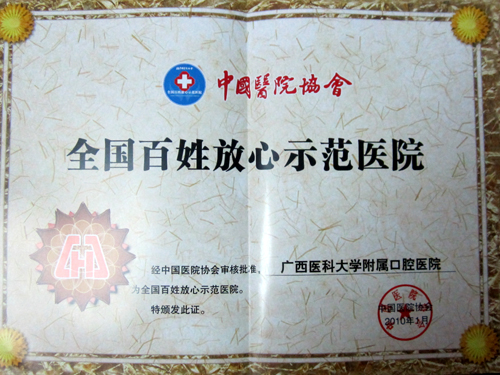 中國醫院協會
全国百姓放心示范医院
经中国医院协会审核批准，广西医科大学附属口腔医院
为全国百姓放心示范医院。
特颁发此证。
中国医院协会
2010年1月